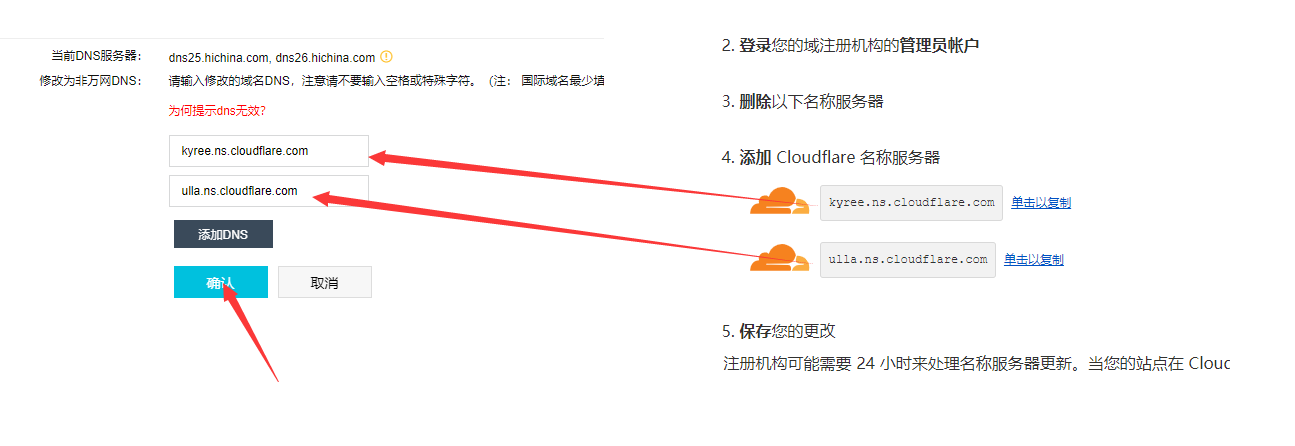 当前DNS服务器： dns25.hichina.com, dns26.hichina.com
修改为非万网DNS： 请输入修改的域名DNS，注意请不要输入空格或特殊字符。（注： 国际域名最少填
为何提示dns无效?
kyree.ns.cloudflare.com
ulla.ns.cloudflare.com
添加DNS
确认 取消
2. 登录您的域注册机构的管理员帐户
3. 删除以下名称服务器
4. 添加 Cloudflare 名称服务器
kyree.ns.cloudflare.com 单击以复制
ulla.ns.cloudflare.com 单击以复制
5. 保存您的更改
注册机构可能需要 24 小时来处理名称服务器更新。当您的站点在 Clouc